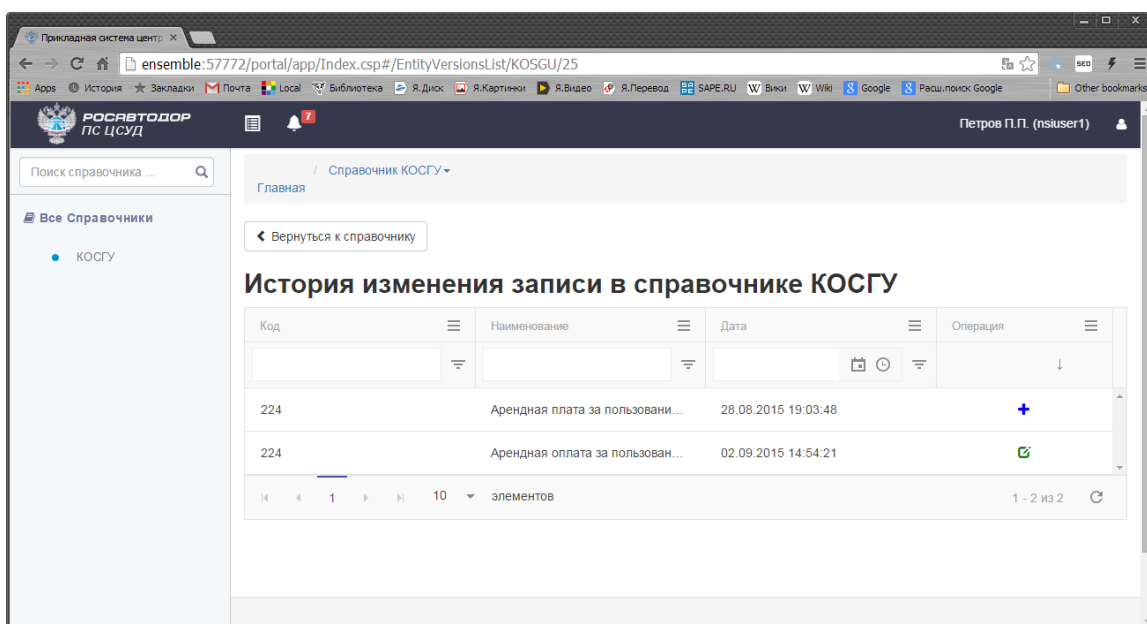 Прикладная система центр
ensemble:57772/portal/app/Index.csp#/EntityVersionsList/KOSGU/25
Apps История Закладки Почта Local Библиотека Я.Диск Я.Картинки Я.Видео Я.Перевод SAPE.RU Вики Wiki Google Расш.поиск Google Other bookmarks
РОСАВТОДОР
ПС ЦСУД
7
Петров П.П. (nsiuser1)
Поиск справочника ...
/ Справочник КОСГУ
Главная
Все Справочники
КОСГУ
Вернуться к справочнику
История изменения записи в справочнике КОСГУ
Код Наименование Дата Операция
224 Арендная плата за пользовани... 28.08.2015 19:03:48
224 Арендная оплата за пользован... 02.09.2015 14:54:21
1 10 элементов 1 - 2 из 2